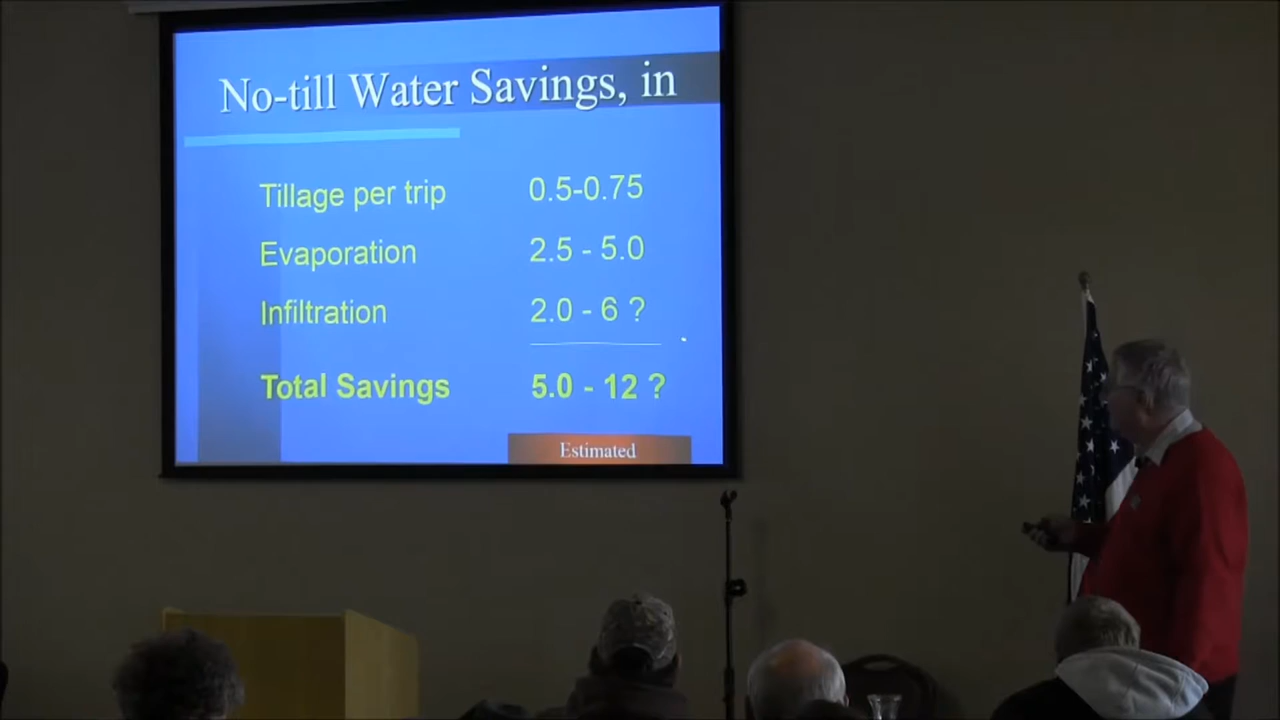 No-till Water Savings, in
Tillage per trip 0.5-0.75
Evaporation 2.5 - 5.0
Infiltration 2.0 - 6 ?
Total Savings 5.0 - 12 ?
Estimated